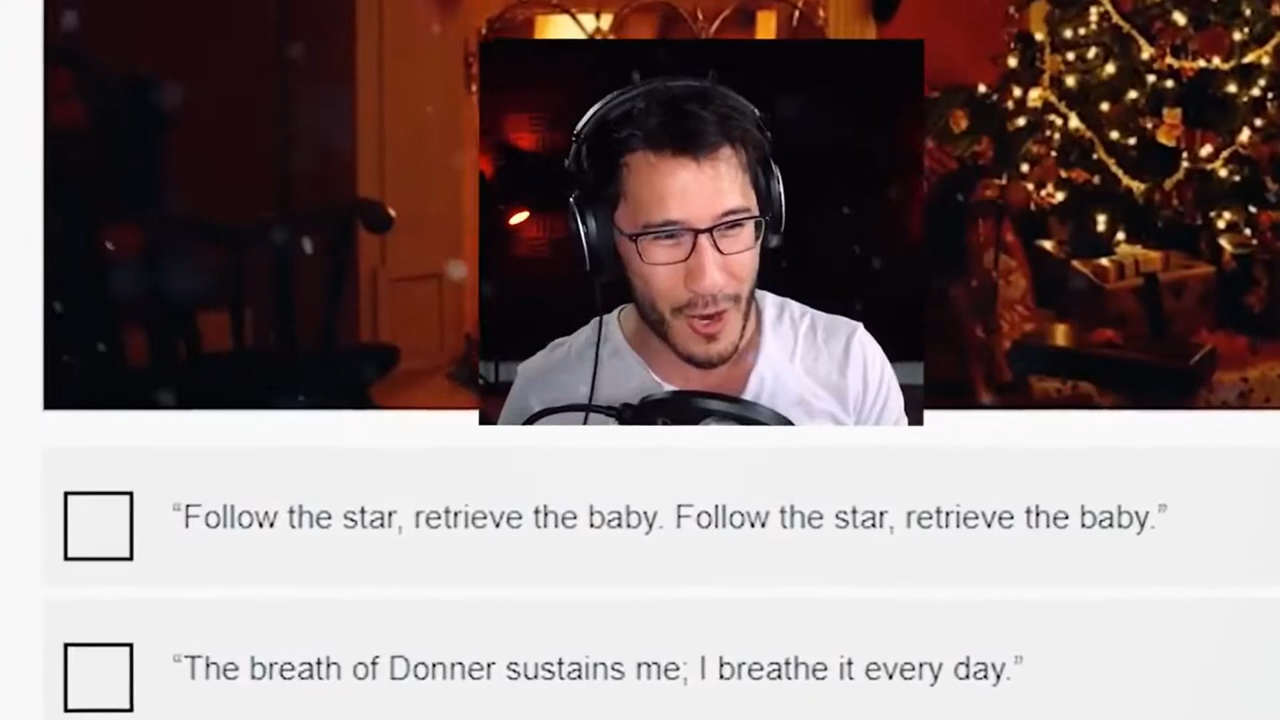 “Follow the star, retrieve the baby. Follow the star, retrieve the baby.”
“The breath of Donner sustains me; I breathe it every day.”